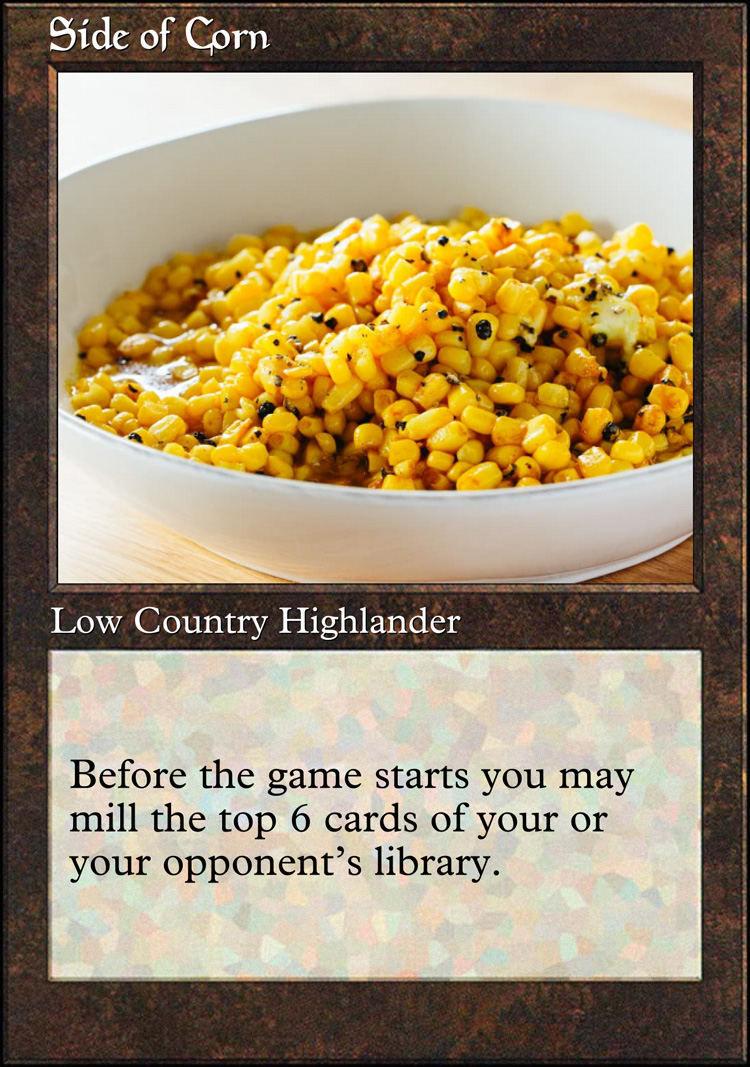 Side of Corn
Low Country Highlander
Before the game starts you may
mill the top 6 cards of your or
your opponent's library.